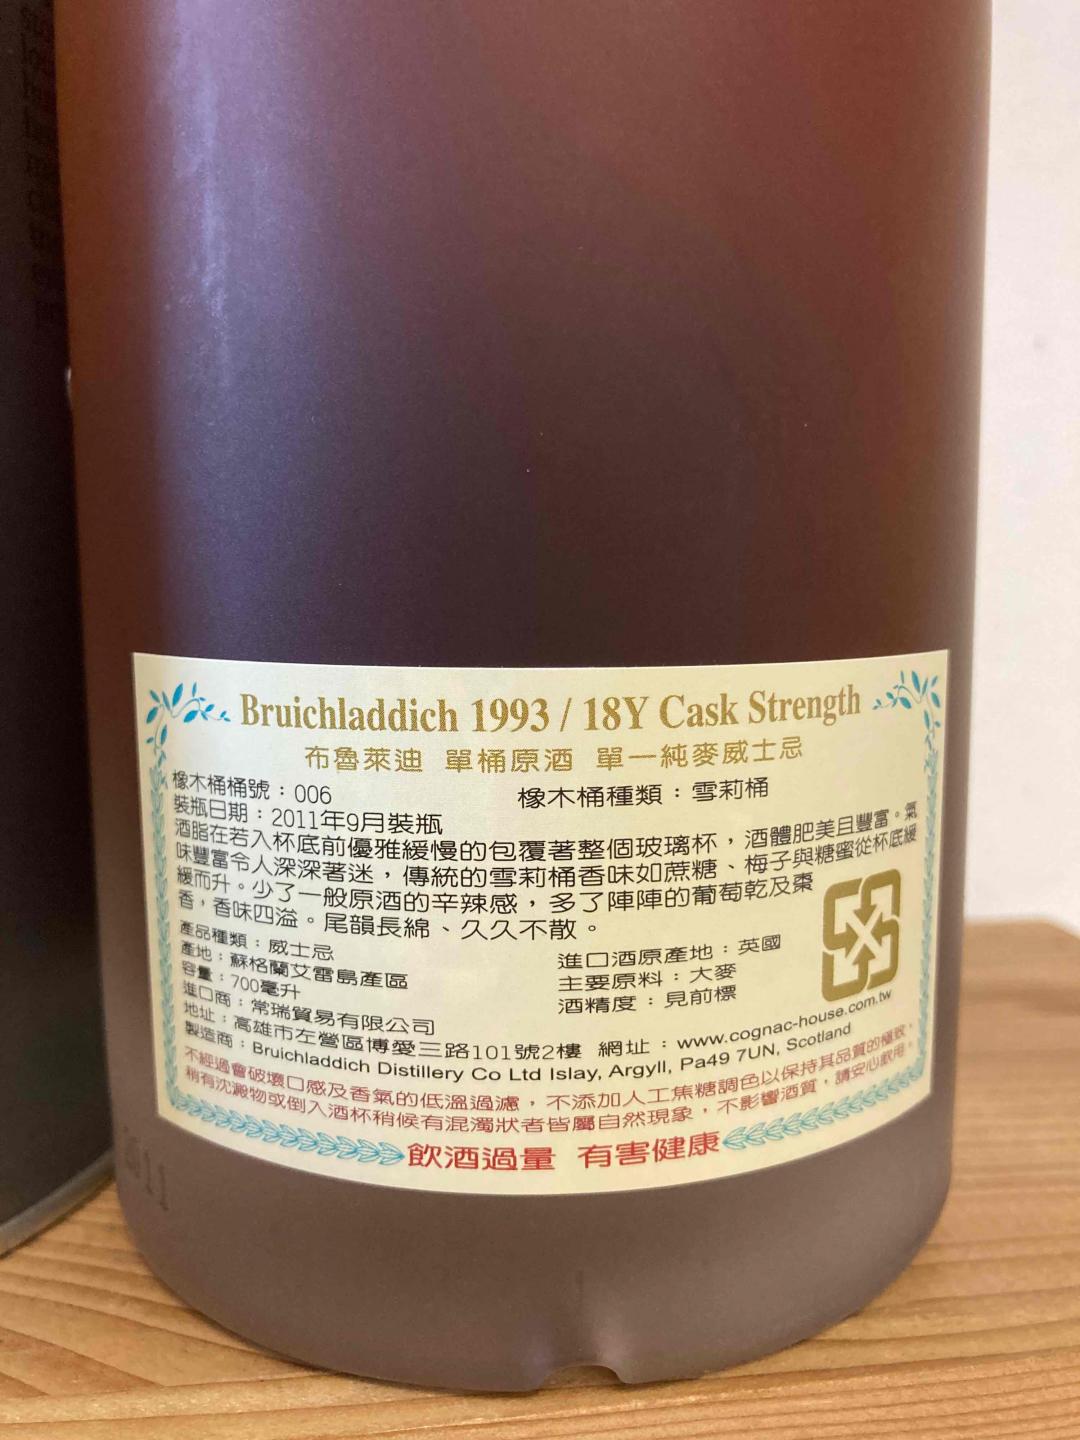 Bruichladdich 1993 / 18Y Cask Strength
布魯萊迪 單桶原酒 單一純麥威士忌
橡木桶桶號：006 橡木桶種類：雪莉桶
裝瓶日期：2011年9月裝瓶
酒脂在若入杯底前優雅緩慢的包覆著整個玻璃杯，酒體肥美且豐富。氣
味豐富令人深深著迷，傳統的雪莉桶香味如蔗糖、梅子與糖蜜從杯底緩
緩而升。少了一般原酒的辛辣感，多了陣陣的葡萄乾及棗
香，香味四溢。尾韻長綿、久久不散。
產品種類：威士忌 進口酒原產地：英國
產地：蘇格蘭艾雷島產區 主要原料：大麥
容量：700毫升 酒精度：見前標
進口商：常瑞貿易有限公司
地址：高雄市左營區博愛三路101號2樓 網址：www.cognac-house.com.tw
製造商：Bruichladdich Distillery Co Ltd Islay, Argyll, Pa49 7UN, Scotland
不經過會破壞口感及香氣的低溫過濾，不添加人工焦糖調色以保持其品質的極致，
稍有沈澱物或倒入酒杯稍候有混濁狀者皆屬自然現象，不影響酒質，請安心飲用。
飲酒過量 有害健康